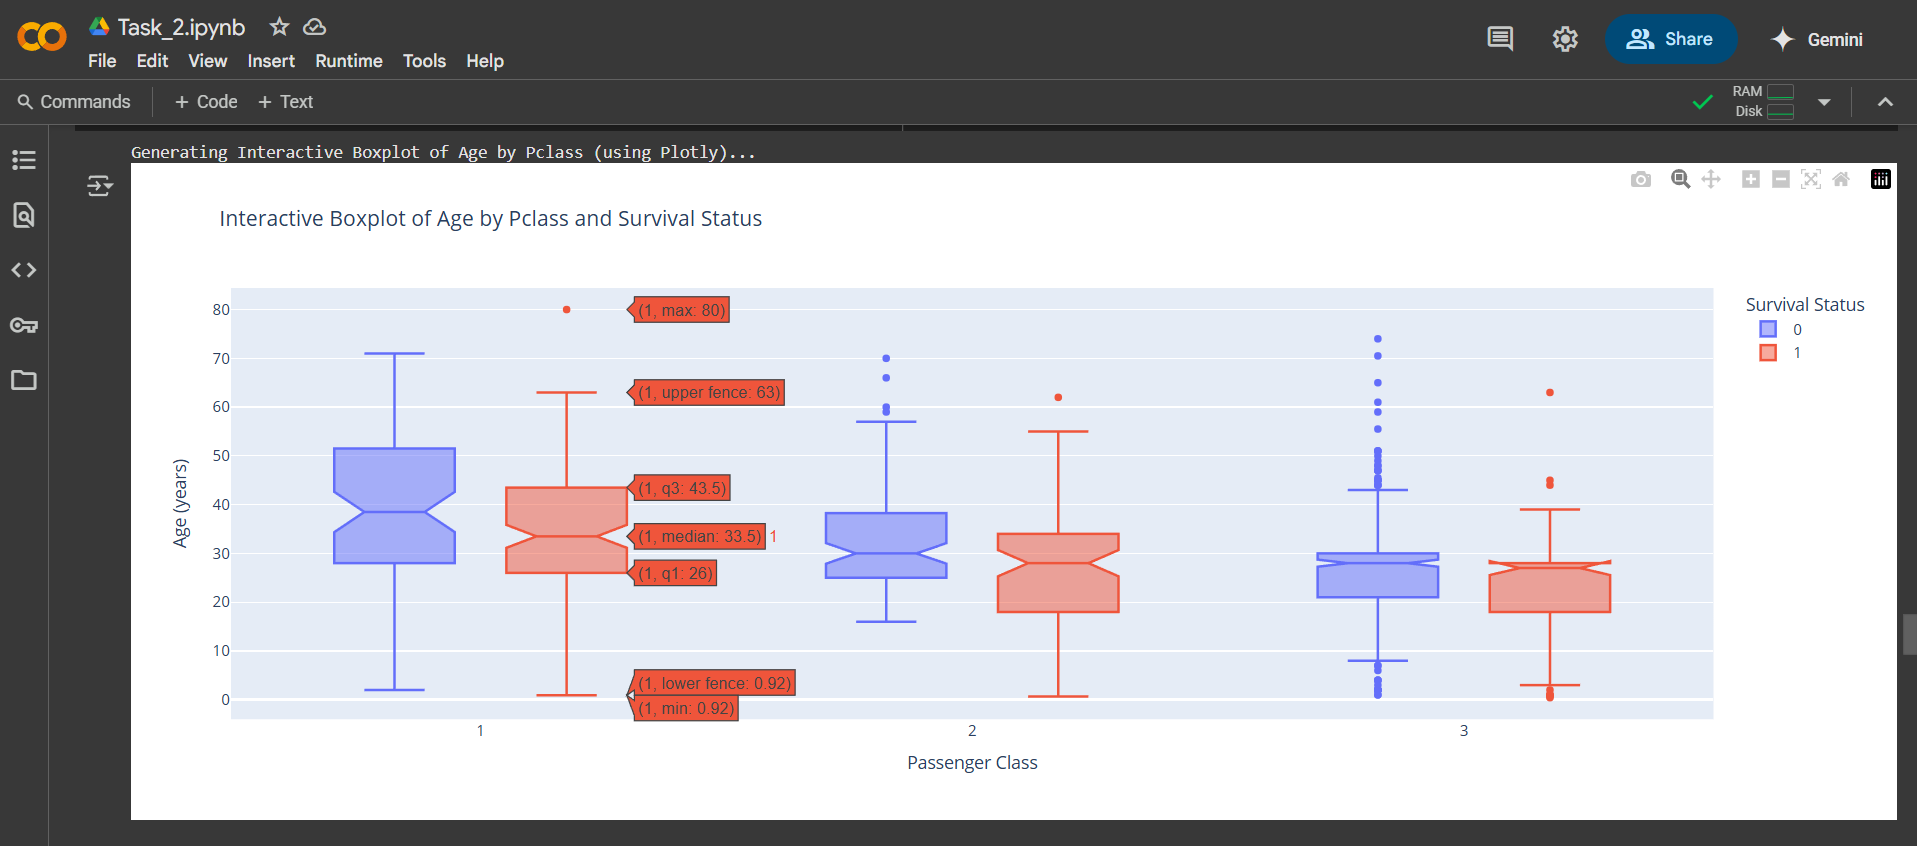 Task_2.ipynb
File Edit View Insert Runtime Tools Help
Share
Gemini
Commands + Code + Text
RAM
Disk
Generating Interactive Boxplot of Age by Pclass (using Plotly)...
Interactive Boxplot of Age by Pclass and Survival Status
Survival Status
0
1
Age (years)
80
70
60
50
40
30
20
10
0
(1, max: 80)
(1, upper fence: 63)
(1, q3: 43.5)
(1, median: 33.5) 1
(1, q1: 26)
(1, lower fence: 0.92)
(1, min: 0.92)
1 2 3
Passenger Class